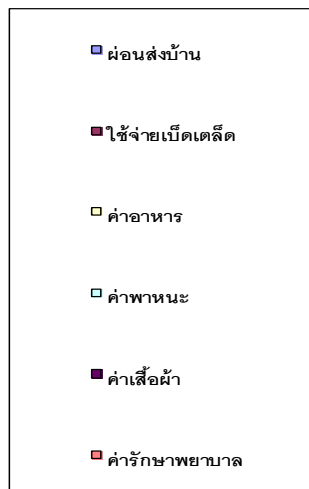 ผ่อนส่งบ้าน
ใช้จ่ายเบ็ดเตล็ด
ค่าอาหาร
ค่าพาหนะ
ค่าเสื้อผ้า
ค่ารักษาพยาบาล